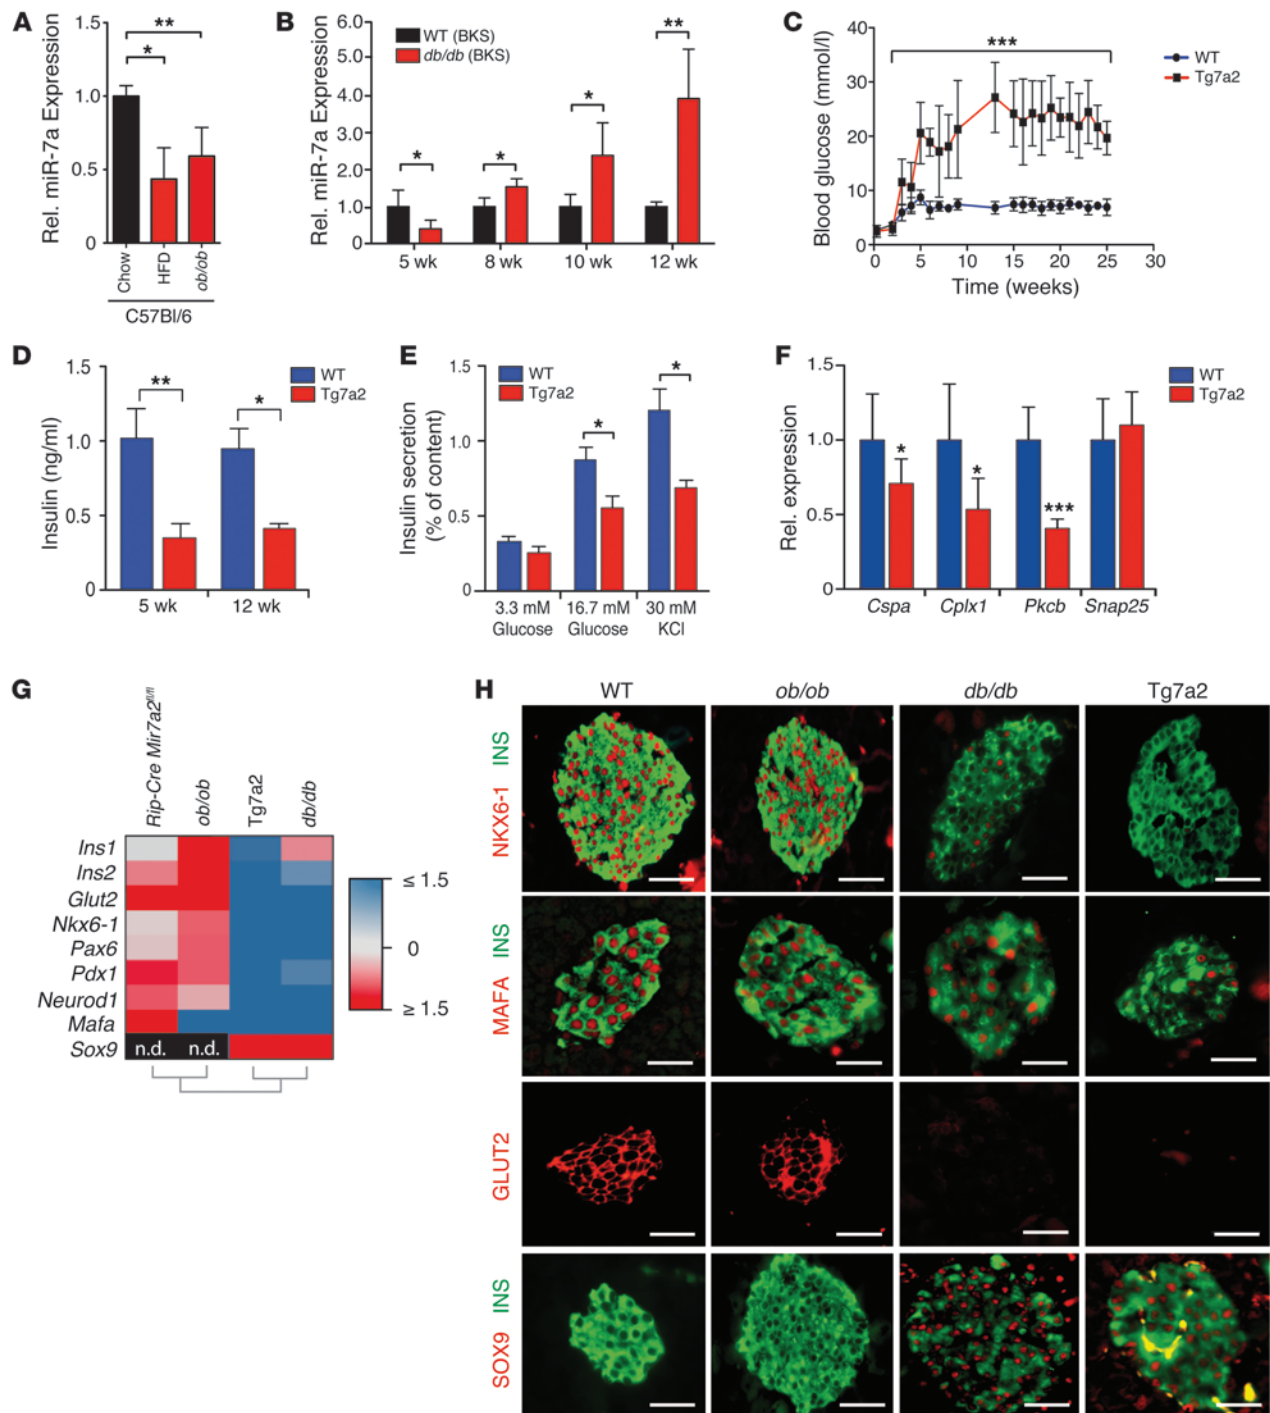 A
Rel. miR-7a Expression
1.5
1.0
0.5
0
*
**
Chow
HFD
ob/ob
C57Bl/6
B
Rel. miR-7a Expression
6.0
5.0
4.0
3.0
2.0
1.0
0
WT (BKS)
db/db (BKS)
*
*
*
**
5 wk
8 wk
10 wk
12 wk
C
Blood glucose (mmol/l)
40
30
20
10
0
***
WT
Tg7a2
0
5
10
15
20
25
30
Time (weeks)
D
Insulin (ng/ml)
1.5
1.0
0.5
0
WT
Tg7a2
**
*
5 wk
12 wk
E
Insulin secretion
(% of content)
1.5
1.0
0.5
0
WT
Tg7a2
*
*
3.3 mM
Glucose
16.7 mM
Glucose
30 mM
KCl
F
Rel. expression
1.5
1.0
0.5
0
WT
Tg7a2
*
*
***
Cspa
Cplx1
Pkcb
Snap25
G
Rip-Cre Mir7a2fl/fl
ob/ob
Tg7a2
db/db
Ins1
Ins2
Glut2
Nkx6-1
Pax6
Pdx1
Neurod1
Mafa
Sox9
n.d.
n.d.
≤ 1.5
0
≥ 1.5
H
WT
ob/ob
db/db
Tg7a2
NKX6-1 INS
MAFA INS
GLUT2
SOX9 INS